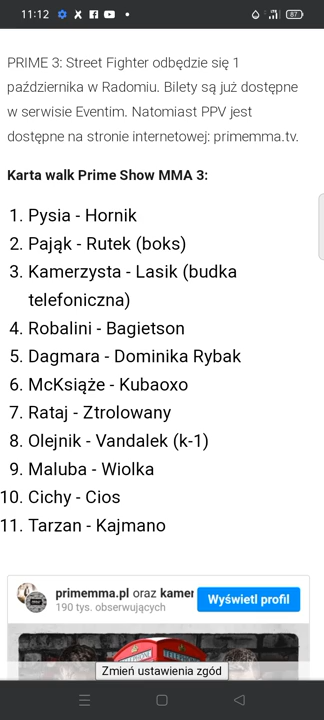 11:12
87
PRIME 3: Street Fighter odbędzie się 1
października w Radomiu. Bilety są już dostępne
w serwisie Eventim. Natomiast PPV jest
dostępne na stronie internetowej: primemma.tv.
Karta walk Prime Show MMA 3:
1. Pysia - Hornik
2. Pająk - Rutek (boks)
3. Kamerzysta - Lasik (budka
telefoniczna)
4. Robalini - Bagietson
5. Dagmara - Dominika Rybak
6. McKsiąże - Kubaoxo
7. Rataj - Ztrolowany
8. Olejnik - Vandalek (k-1)
9. Maluba - Wiolka
10. Cichy - Cios
11. Tarzan - Kajmano
primemma.pl oraz kamer
190 tys. obserwujących
Wyświetl profil
TELEPHONE
Zmień ustawienia zgód